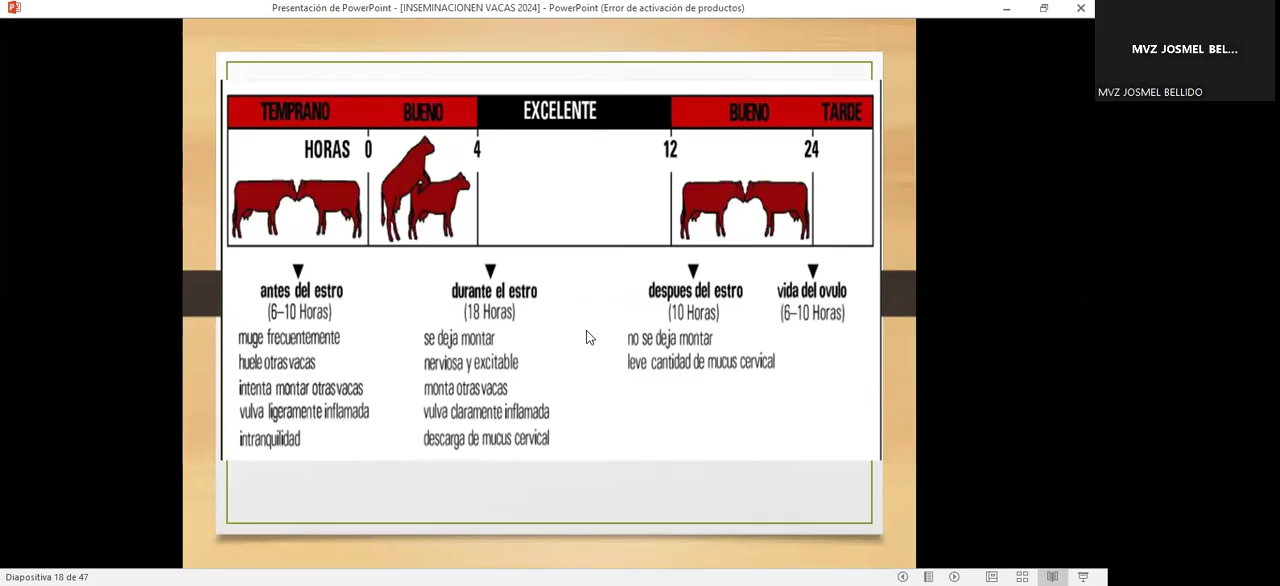 Presentación de PowerPoint - [INSEMINACIONEN VACAS 2024] - PowerPoint (Error de activación de productos)
MVZ JOSMEL BEL...
MVZ JOSMEL BELLIDO
TEMPRANO BUENO EXCELENTE BUENO TARDE
HORAS 0 4 12 24
antes del estro
(6-10 Horas)
muge frecuentemente
huele otras vacas
intenta montar otras vacas
vulva ligeramente inflamada
intranquilidad
durante el estro
(18 Horas)
se deja montar
nerviosa y excitable
monta otras vacas
vulva claramente inflamada
descarga de mucus cervical
despues del estro
(10 Horas)
no se deja montar
leve cantidad de mucus cervical
vida del ovulo
(6-10 Horas)
Diapositiva 18 de 47